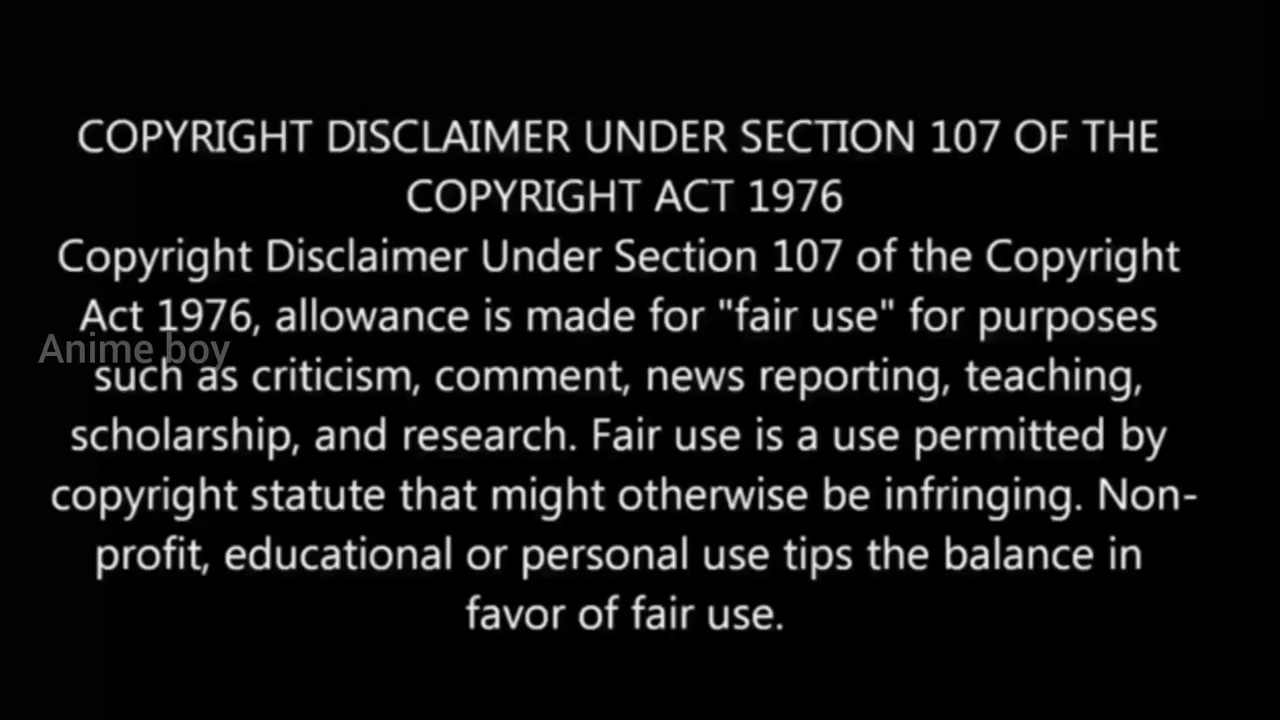 COPYRIGHT DISCLAIMER UNDER SECTION 107 OF THE
COPYRIGHT ACT 1976
Copyright Disclaimer Under Section 107 of the Copyright
Act 1976, allowance is made for "fair use" for purposes
Anime boy
such as criticism, comment, news reporting, teaching,
scholarship, and research. Fair use is a use permitted by
copyright statute that might otherwise be infringing. Non-
profit, educational or personal use tips the balance in
favor of fair use.